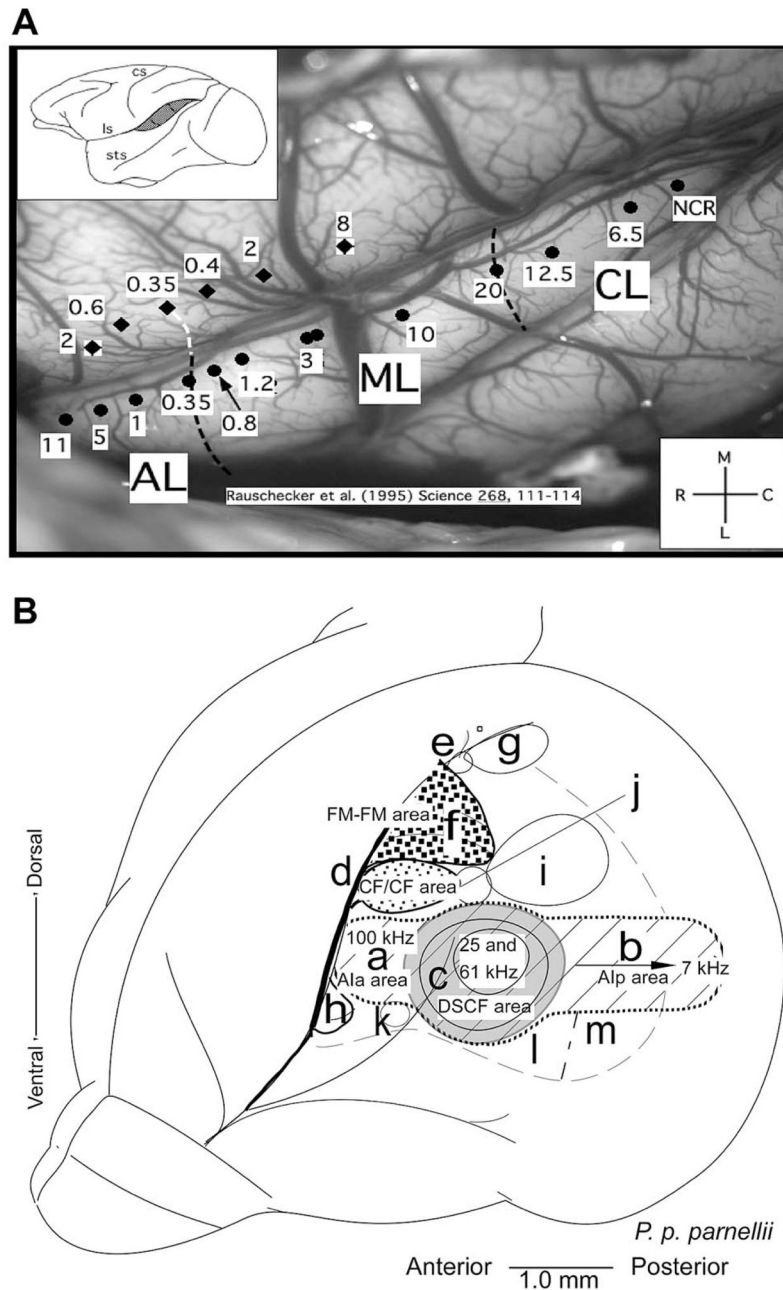 A
cs
ls
sts
8
NCR
6.5
2
0.4
0.35
0.6
2
20
12.5
CL
10
3
ML
1.2
0.35
0.8
1
5
11
AL
Rauschecker et al. (1995) Science 268, 111-114
M
R C
L
B
e g
j
FM-FM area f
d CF/CF area i
100 kHz 25 and b
a c 61 kHz Alp area 7 kHz
Ala area DSCF area
h k l m
Ventral Dorsal
P. p. parnellii
Anterior Posterior
1.0 mm